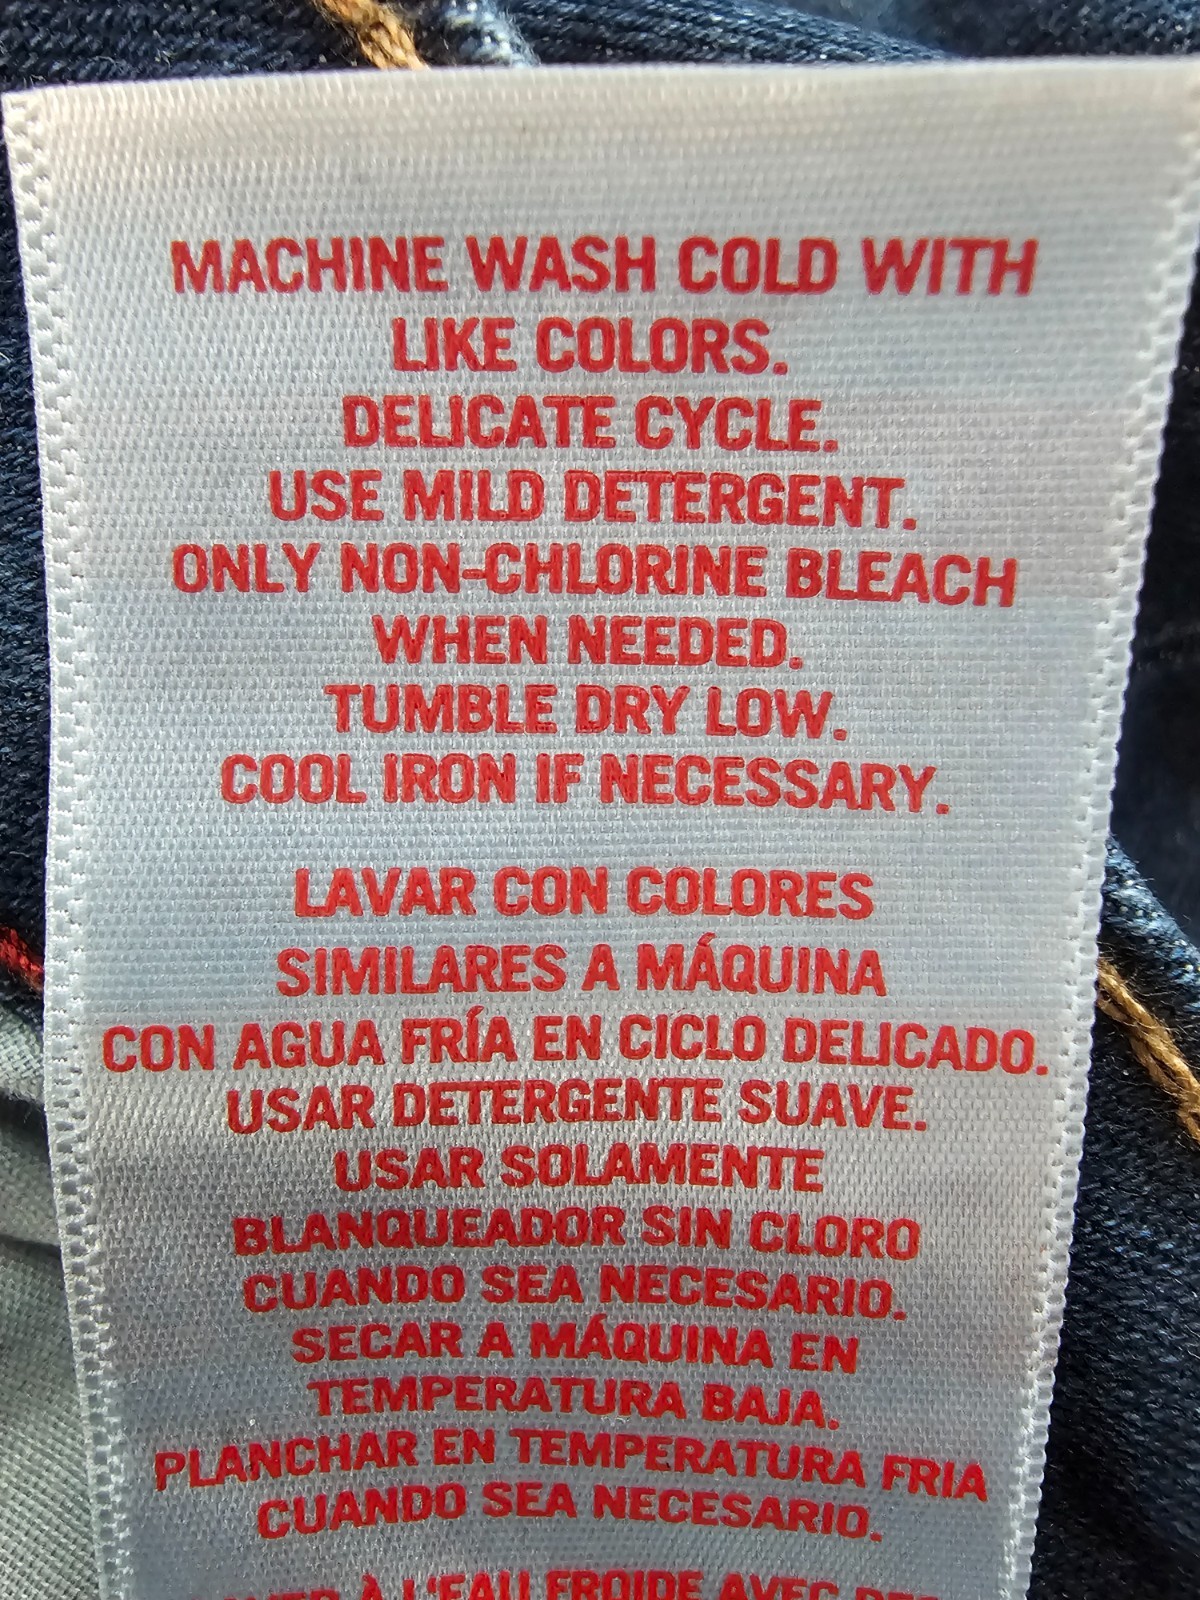 MACHINE WASH COLD WITH
LIKE COLORS.
DELICATE CYCLE.
USE MILD DETERGENT.
ONLY NON-CHLORINE BLEACH
WHEN NEEDED.
TUMBLE DRY LOW.
COOL IRON IF NECESSARY.
LAVAR CON COLORES
SIMILARES A MÁQUINA
CON AGUA FRÍA EN CICLO DELICADO.
USAR DETERGENTE SUAVE.
USAR SOLAMENTE
BLANQUEADOR SIN CLORO
CUANDO SEA NECESARIO.
SECAR A MÁQUINA EN
TEMPERATURA BAJA.
PLANCHAR EN TEMPERATURA FRIA
CUANDO SEA NECESARIO.
À L'EAU FROIDE AVEC